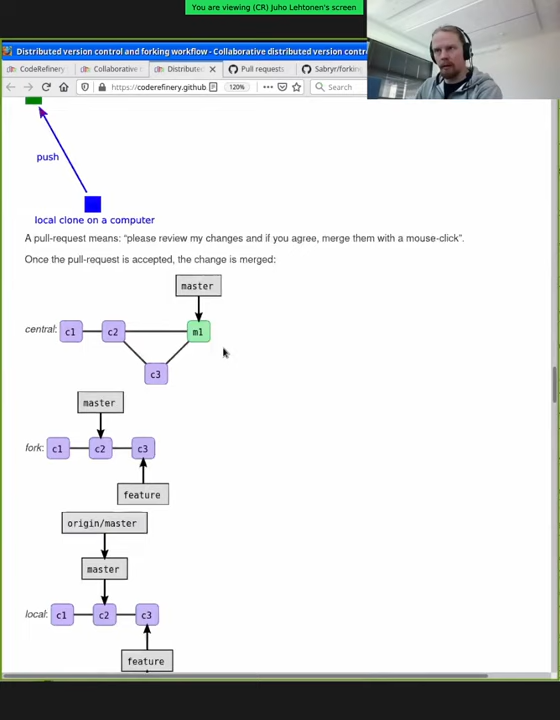 You are viewing (CR) Juho Lehtonen's screen
Distributed version control and forking workflow - Collaborative distributed version contr
CodeRefinery
Collaborative
Distributed
Pull requests
Sabryr/forking
https://coderefinery.github
120%
Search
push
local clone on a computer
A pull-request means: “please review my changes and if you agree, merge them with a mouse-click”.
Once the pull-request is accepted, the change is merged:
master
central: c1 c2 m1
c3
master
fork: c1 c2 c3
feature
origin/master
master
local: c1 c2 c3
feature